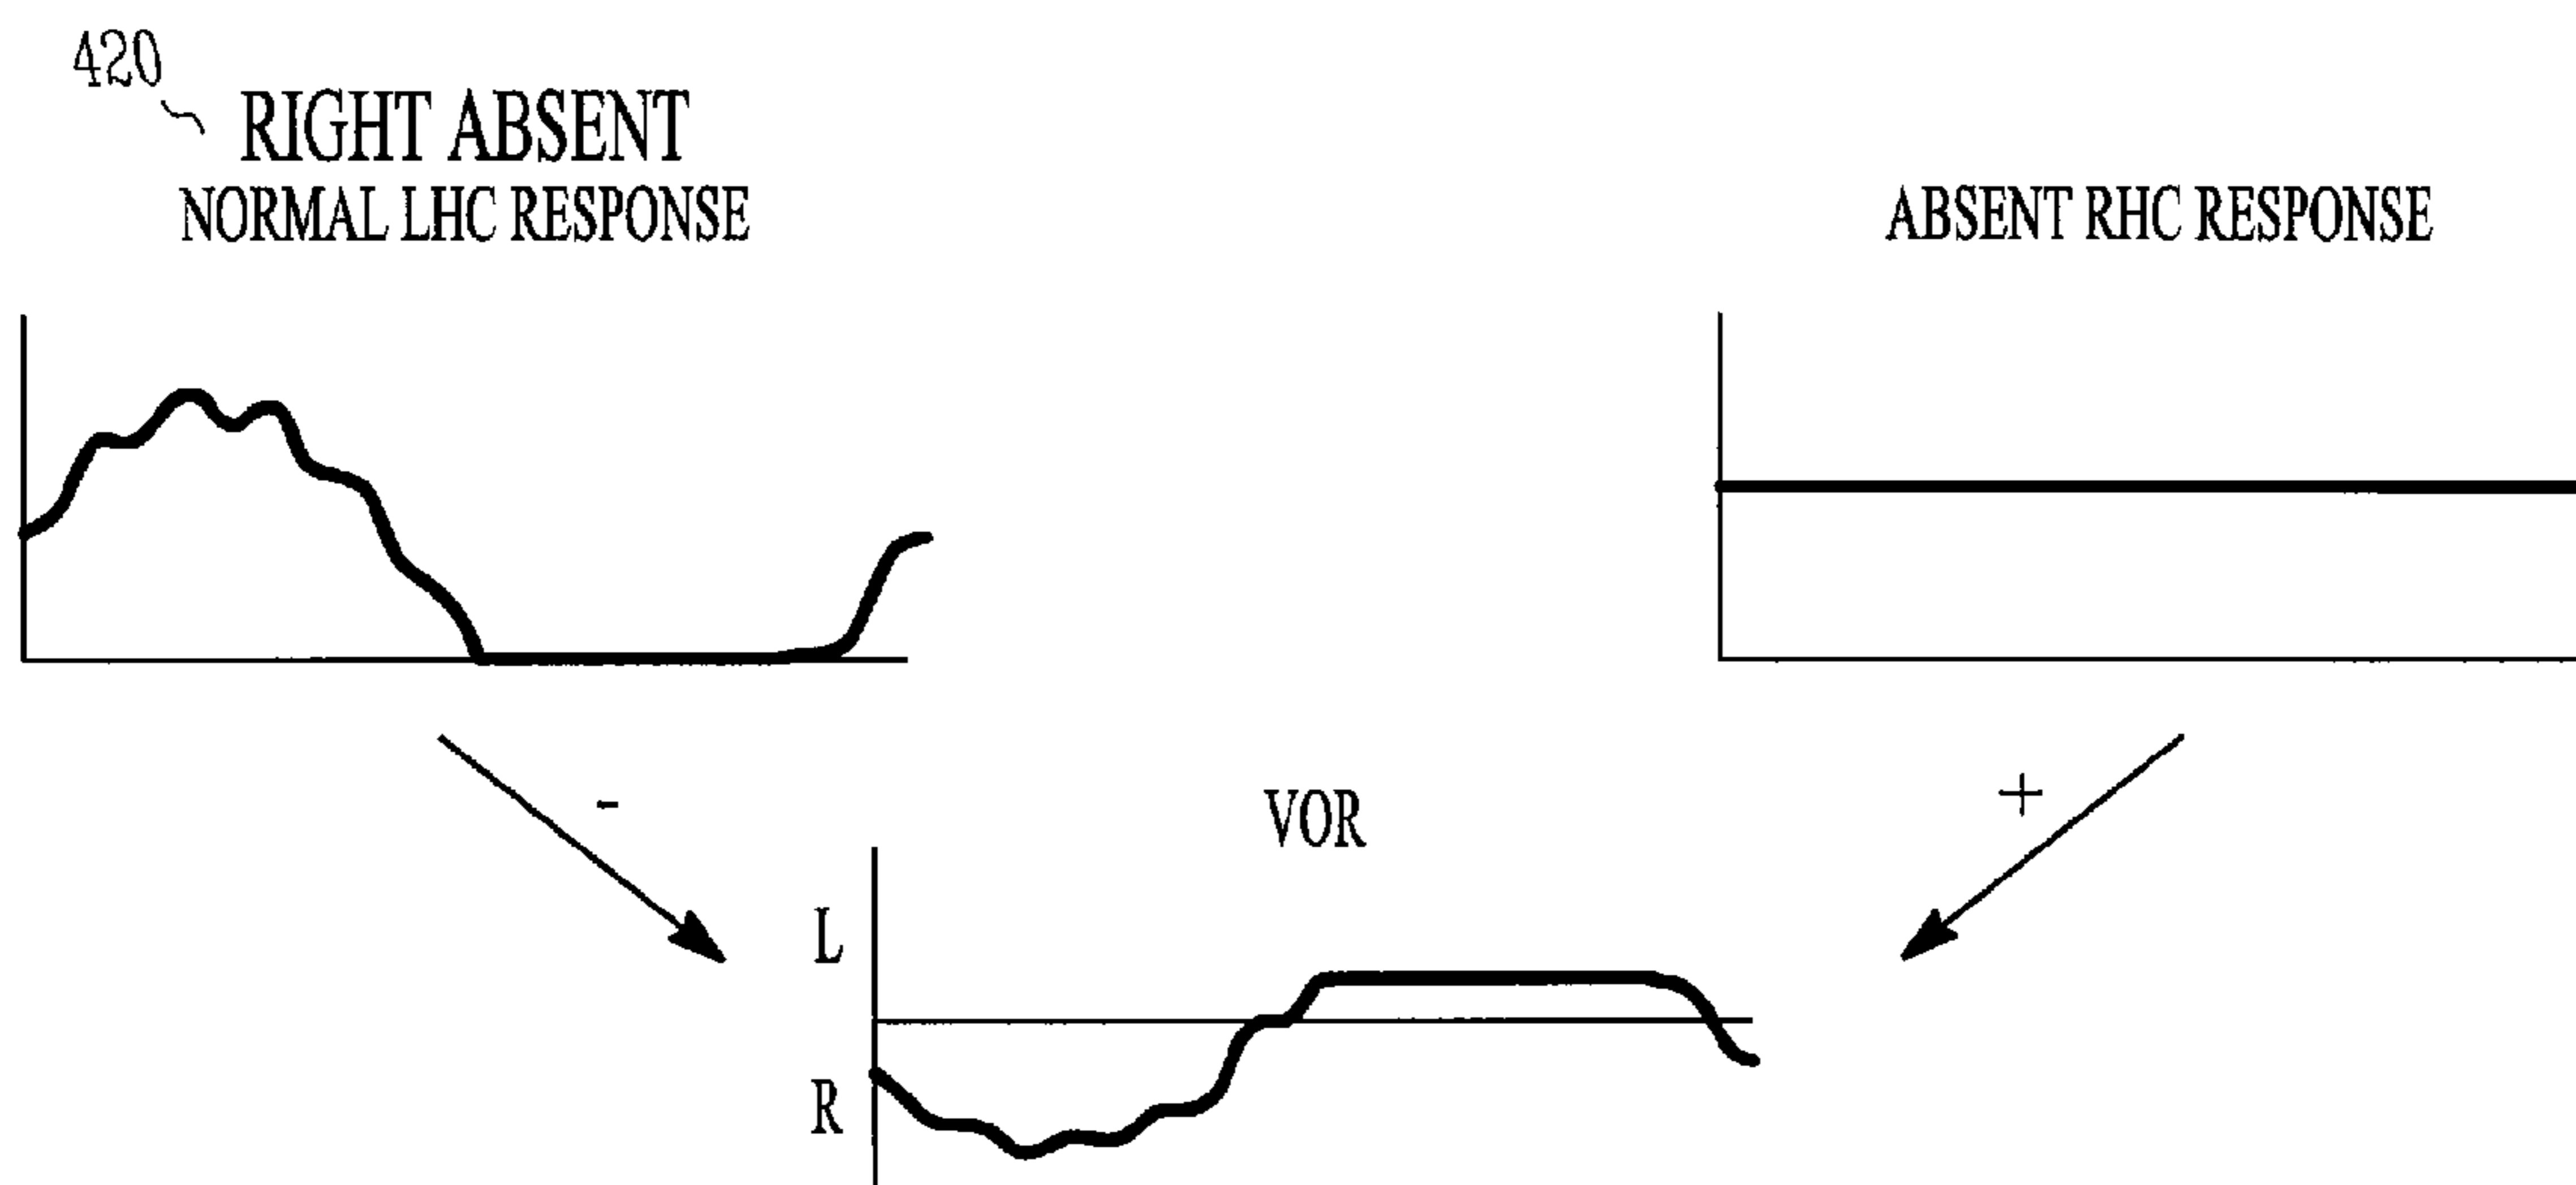 420
RIGHT ABSENT
NORMAL LHC RESPONSE
ABSENT RHC RESPONSE
-
VOR
+
L
R